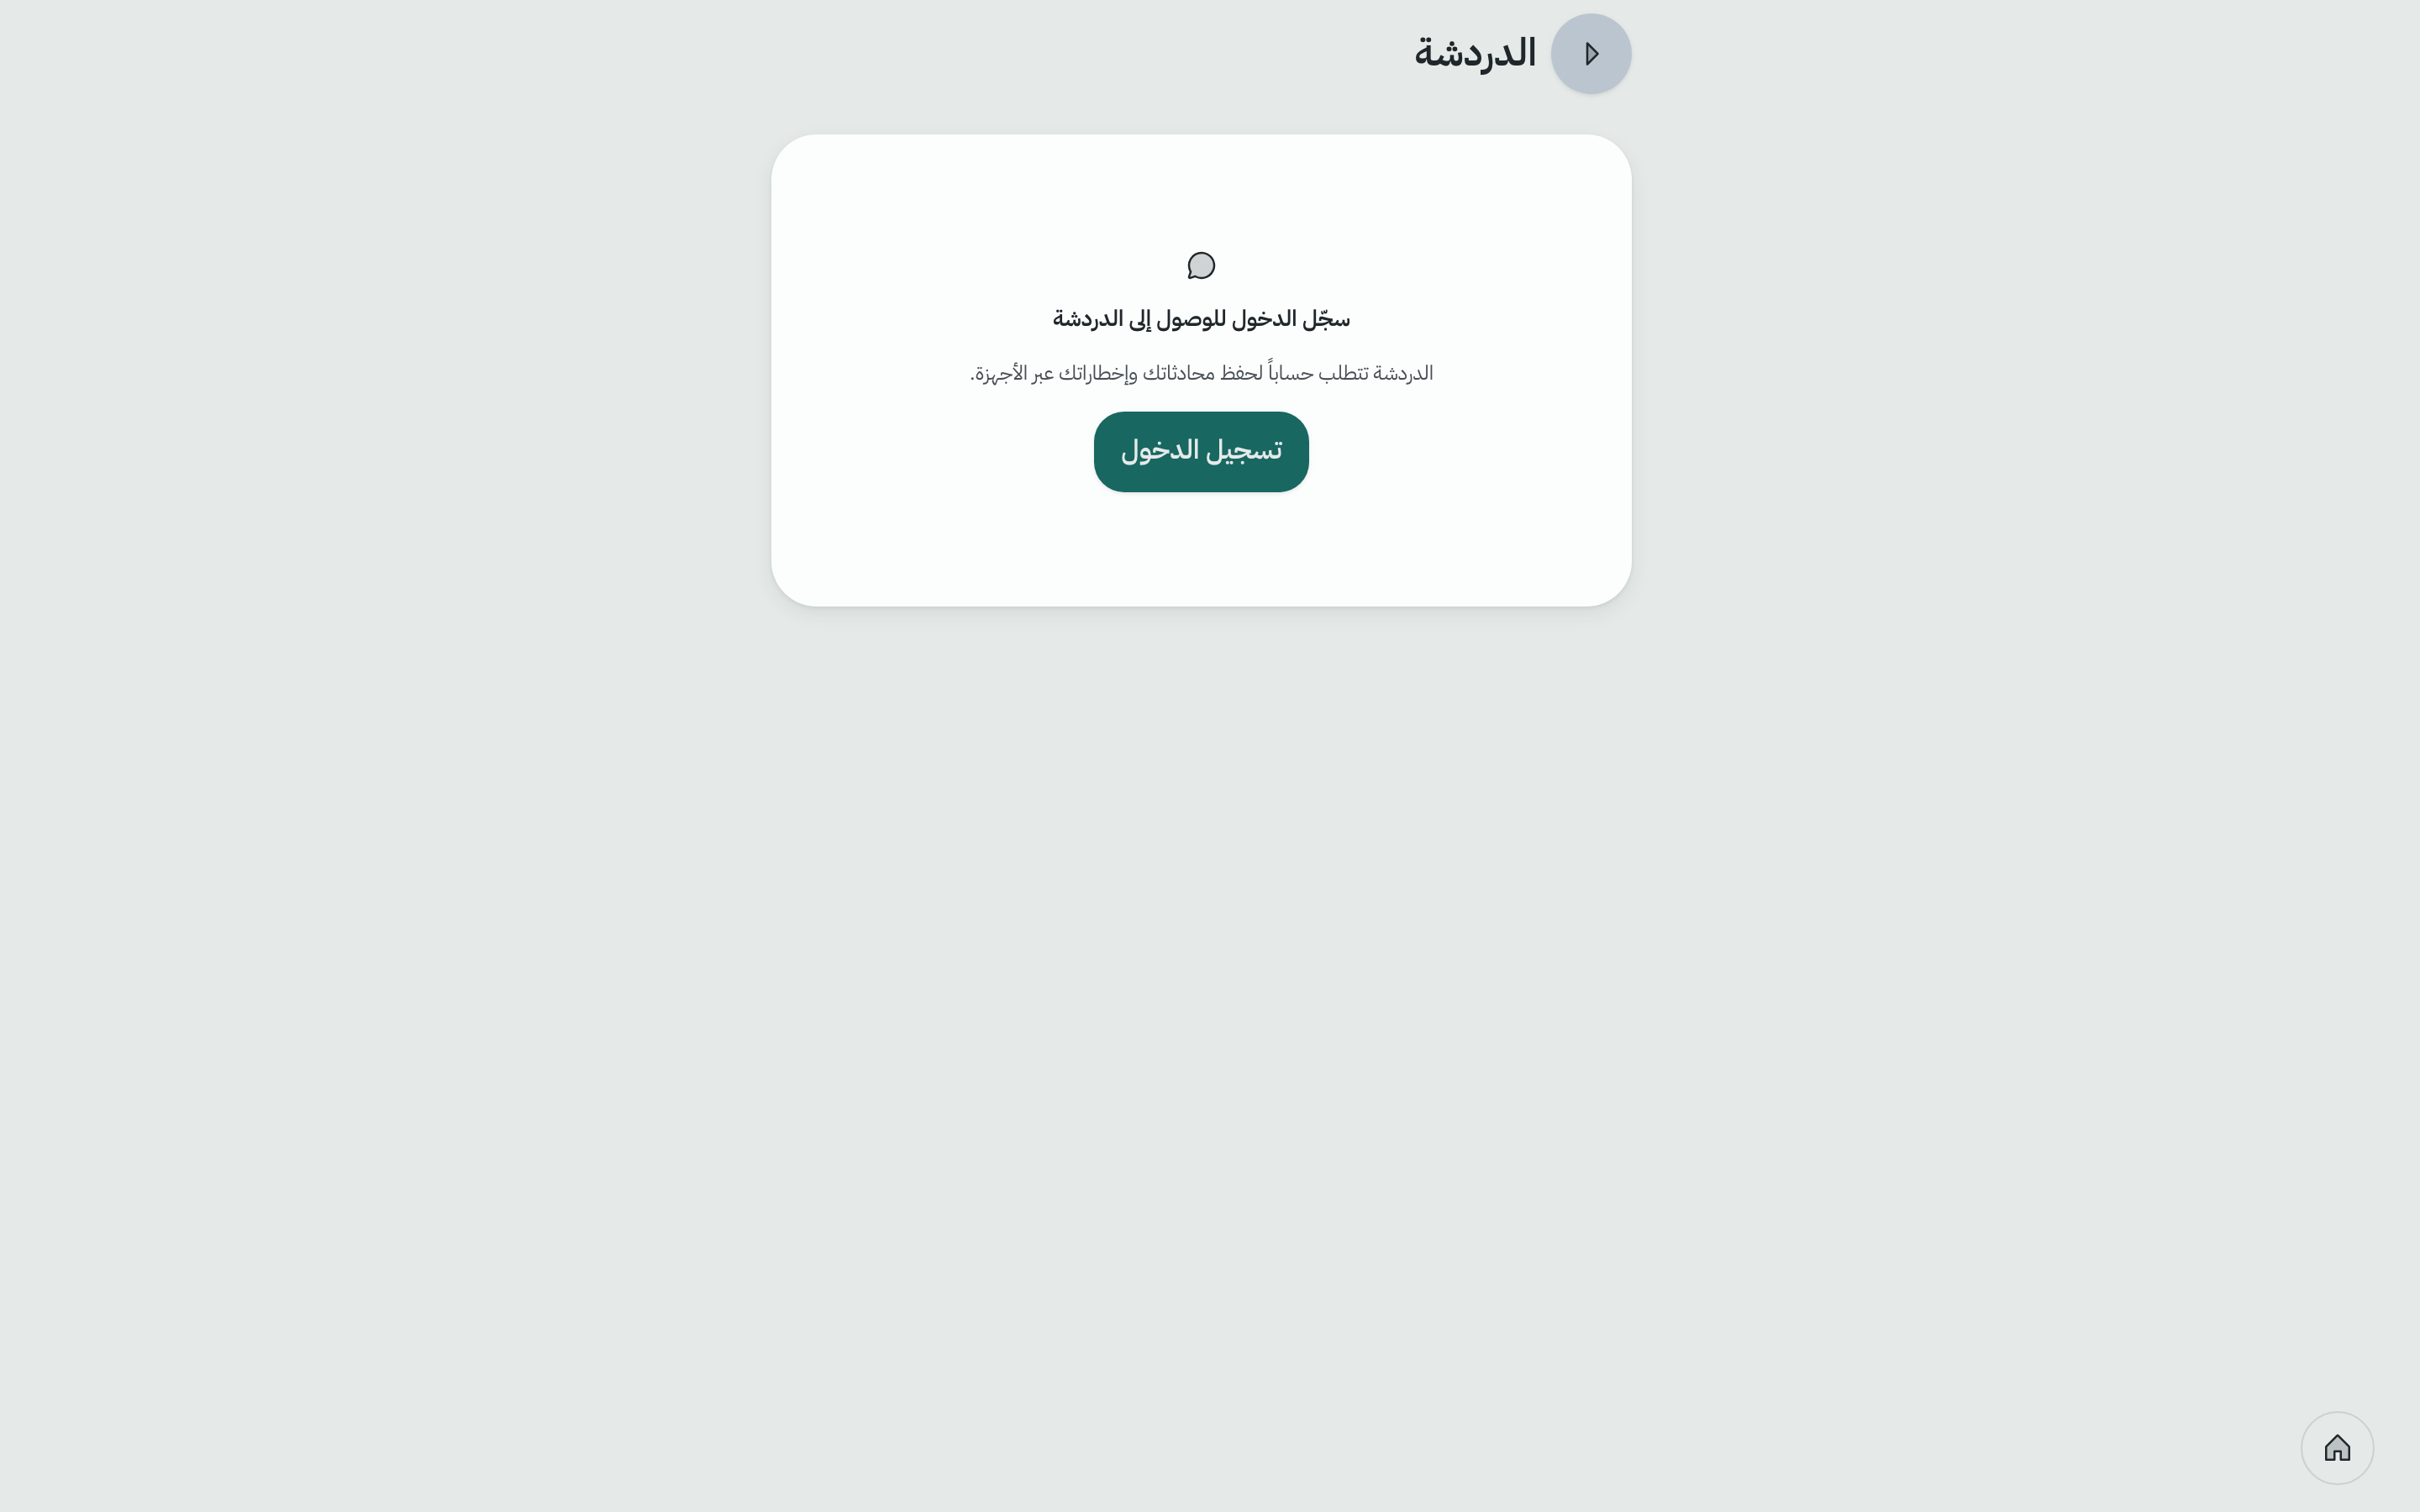 الدردشة
سجّل الدخول للوصول إلى الدردشة
الدردشة تتطلب حساباً لحفظ محادثاتك وإخطاراتك عبر الأجهزة.
تسجيل الدخول